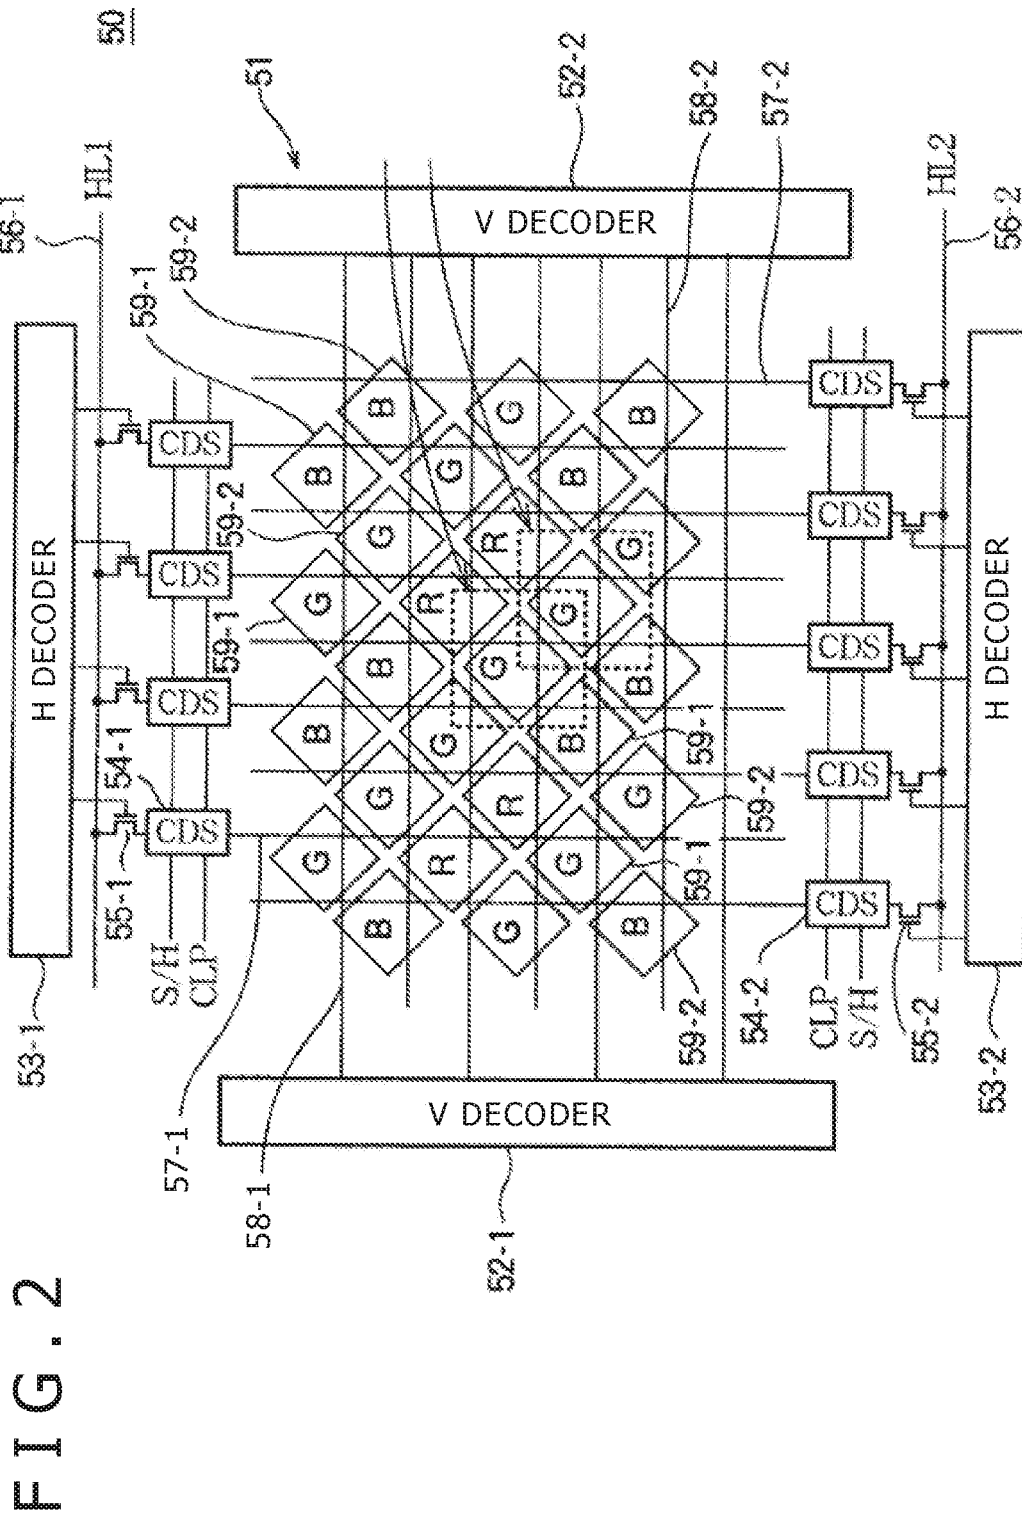 FIG. 2
50
51
53-1
H DECODER
56-1
HL1
55-1
54-1
CDS
CDS
CDS
CDS
S/H
CLP
57-1
58-1
59-1
59-2
59-1
59-2
52-2
58-2
57-2
V DECODER
V DECODER
52-1
G
B
G
B
B
G
B
G
B
R
G
R
G
G
R
G
R
G
G
B
G
B
B
G
B
G
B
59-1
59-2
59-1
59-2
54-2
CDS
CDS
CDS
CDS
CDS
CLP
S/H
55-2
HL2
56-2
H DECODER
53-2